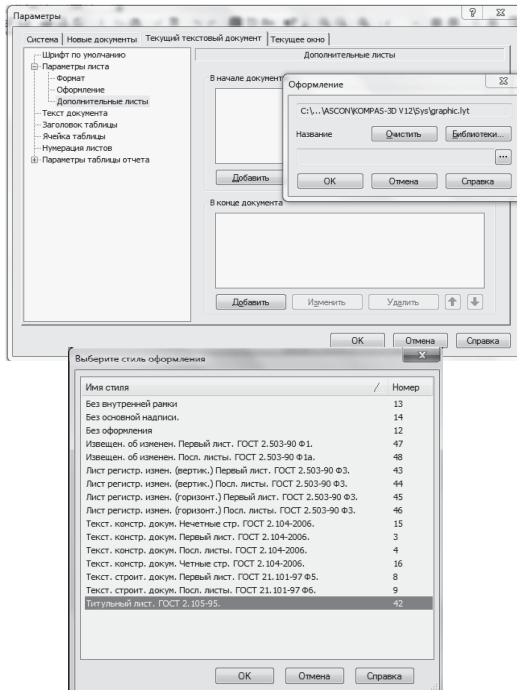 Параметры
Система
Новые документы
Текущий текстовый документ
Текущее окно
Шрифт по умолчанию
Параметры листа
Формат
Оформление
Дополнительные листы
Текст документа
Заголовок таблицы
Ячейка таблицы
Нумерация листов
Параметры таблицы отчета
Дополнительные листы
В начале документ
Добавить
Оформление
C:\...\ASCON\KOMPAS-3D V12\Sys\graphic.lyt
Название
Очистить
Библиотеки...
...
OK
Отмена
Справка
В конце документа
Добавить
Изменить
Удалить
OK
Отмена
Справка
Выберите стиль оформления
Имя стиля / Номер
Без внутренней рамки 13
Без основной надписи. 14
Без оформления 12
Извещен. об изменен. Первый лист. ГОСТ 2.503-90 Ф1. 47
Извещен. об изменен. Посл. листы. ГОСТ 2.503-90 Ф1а. 48
Лист регистр. измен. (вертик.) Первый лист. ГОСТ 2.503-90 Ф3. 43
Лист регистр. измен. (вертик.) Посл. листы. ГОСТ 2.503-90 Ф3. 44
Лист регистр. измен. (горизонт.) Первый лист. ГОСТ 2.503-90 Ф3. 45
Лист регистр. измен. (горизонт.) Посл. листы. ГОСТ 2.503-90 Ф3. 46
Текст. констр. докум. Нечетные стр. ГОСТ 2.104-2006. 15
Текст. констр. докум. Первый лист. ГОСТ 2.104-2006. 3
Текст. констр. докум. Посл. листы. ГОСТ 2.104-2006. 4
Текст. констр. докум. Четные стр. ГОСТ 2.104-2006. 16
Текст. строит. докум. Первый лист. ГОСТ 21.101-97 Ф5. 8
Текст. строит. докум. Посл. листы. ГОСТ 21.101-97 Ф6. 9
Титульный лист. ГОСТ 2.105-95. 42
OK
Отмена
Справка